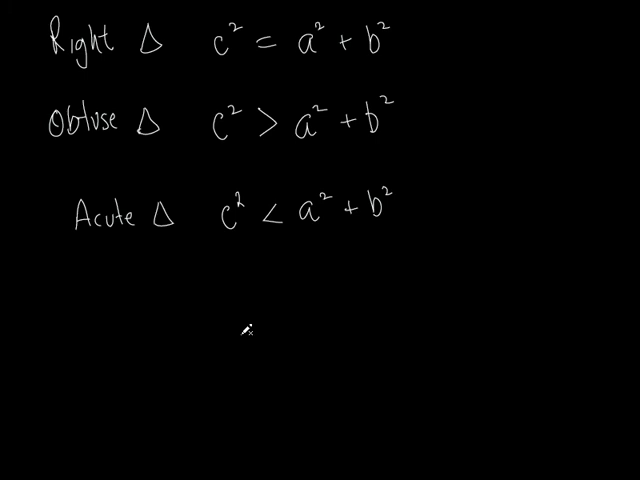 Right Δ c² = a² + b²
Obtuse Δ c² > a² + b²
Acute Δ c² < a² + b²